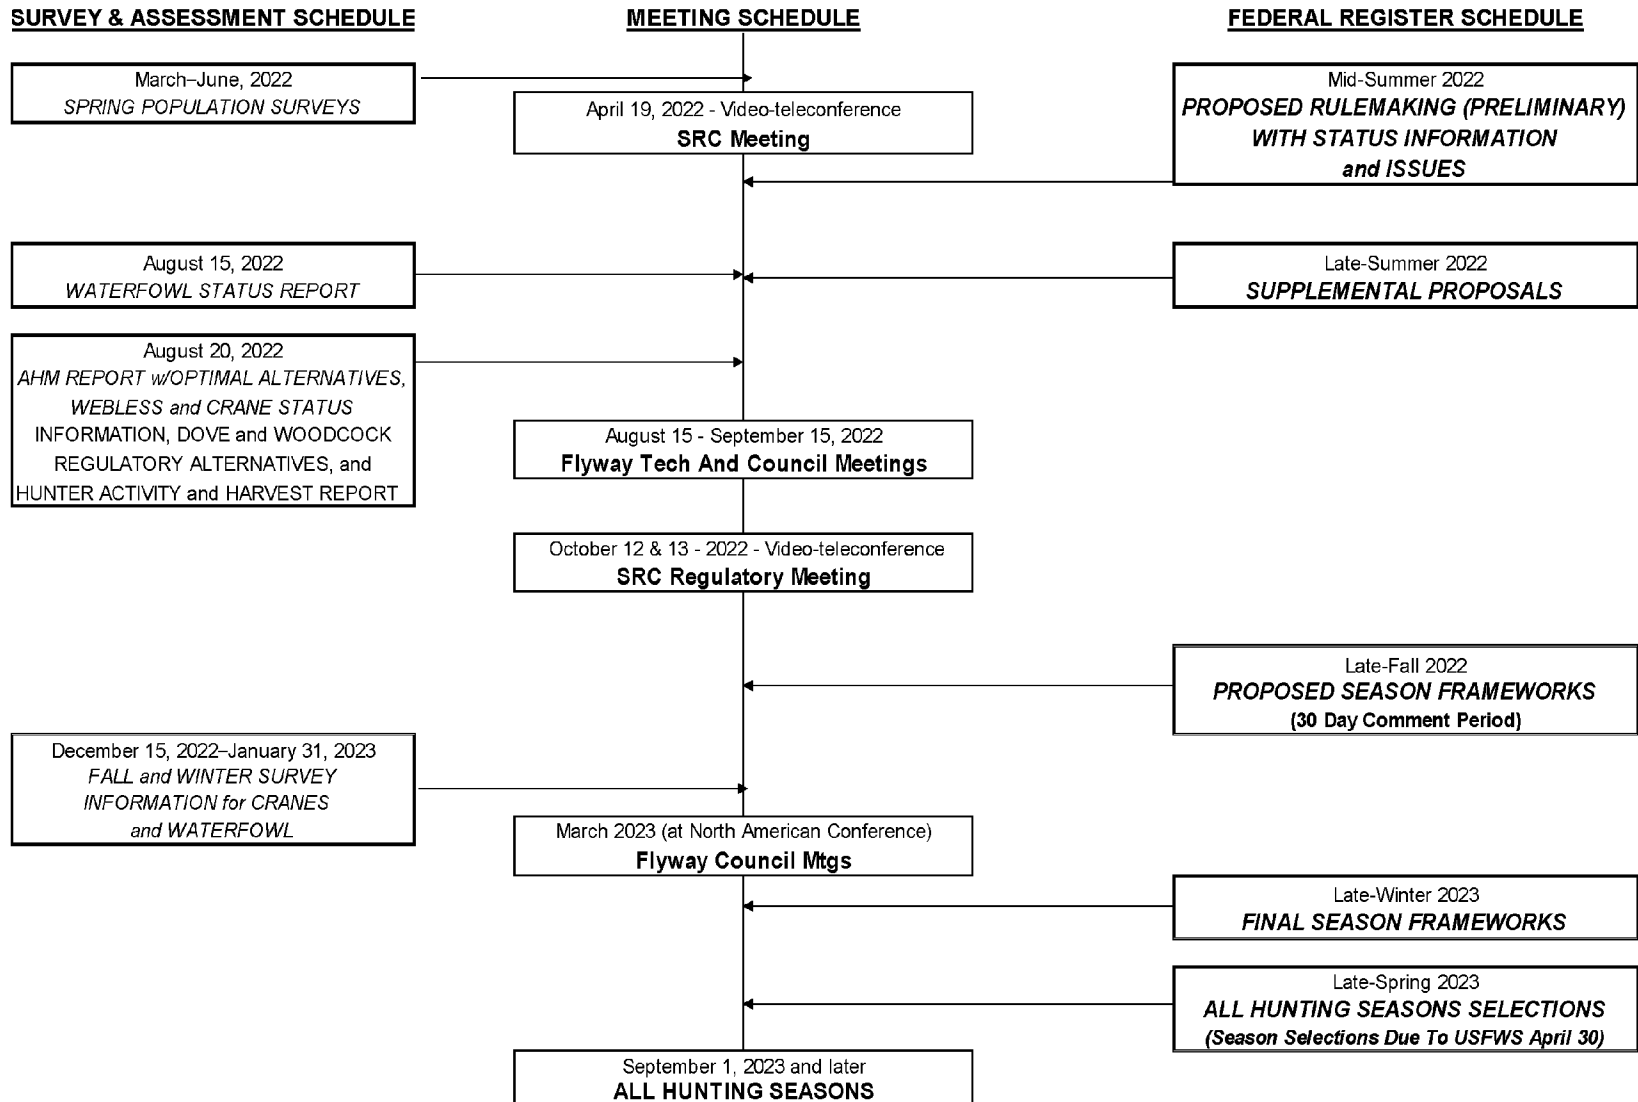 SURVEY & ASSESSMENT SCHEDULE
March–June, 2022
SPRING POPULATION SURVEYS
August 15, 2022
WATERFOWL STATUS REPORT
August 20, 2022
AHM REPORT w/OPTIMAL ALTERNATIVES,
WEBLESS and CRANE STATUS
INFORMATION, DOVE and WOODCOCK
REGULATORY ALTERNATIVES, and
HUNTER ACTIVITY and HARVEST REPORT
December 15, 2022–January 31, 2023
FALL and WINTER SURVEY
INFORMATION for CRANES
and WATERFOWL
MEETING SCHEDULE
April 19, 2022 - Video-teleconference
SRC Meeting
August 15 - September 15, 2022
Flyway Tech And Council Meetings
October 12 & 13 - 2022 - Video-teleconference
SRC Regulatory Meeting
March 2023 (at North American Conference)
Flyway Council Mtgs
September 1, 2023 and later
ALL HUNTING SEASONS
FEDERAL REGISTER SCHEDULE
Mid-Summer 2022
PROPOSED RULEMAKING (PRELIMINARY)
WITH STATUS INFORMATION
and ISSUES
Late-Summer 2022
SUPPLEMENTAL PROPOSALS
Late-Fall 2022
PROPOSED SEASON FRAMEWORKS
(30 Day Comment Period)
Late-Winter 2023
FINAL SEASON FRAMEWORKS
Late-Spring 2023
ALL HUNTING SEASONS SELECTIONS
(Season Selections Due To USFWS April 30)